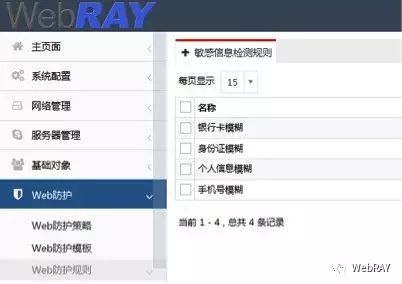 WebRAY
主页面
系统配置
网络管理
服务器管理
基础对象
Web防护
Web防护策略
Web防护模板
Web防护规则
+ 敏感信息检测规则
每页显示 15
名称
银行卡模糊
身份证模糊
个人信息模糊
手机号模糊
当前 1 - 4，总共 4 条记录
WebRAY